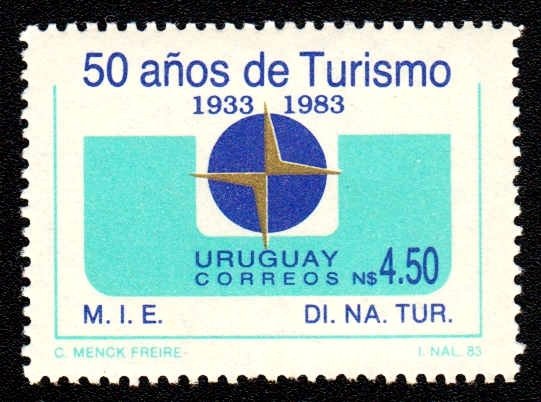 50 años de Turismo
1933 1983
URUGUAY
CORREOS N$ 4.50
M. I. E. DI. NA. TUR.
C. MENCK FREIRE- I. NAL. 83